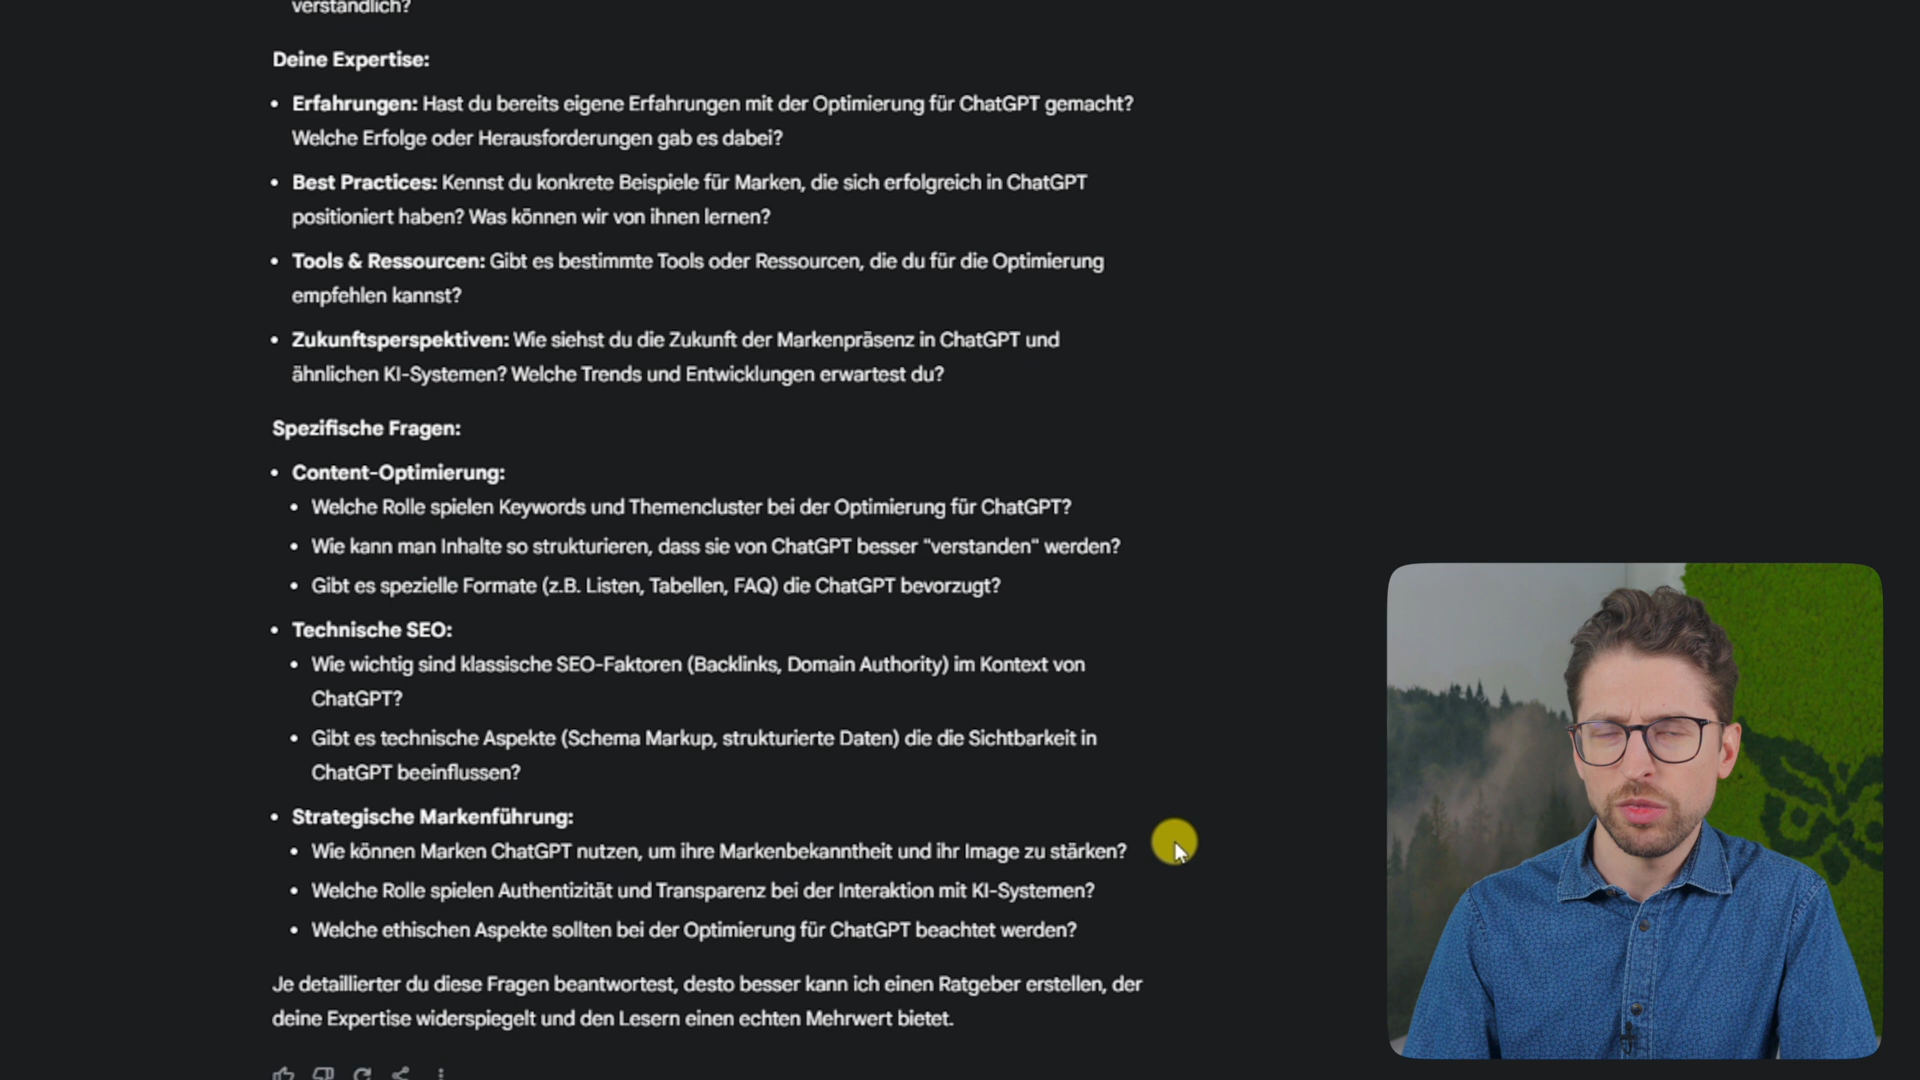 verständlich?
Deine Expertise:
• Erfahrungen: Hast du bereits eigene Erfahrungen mit der Optimierung für ChatGPT gemacht?
Welche Erfolge oder Herausforderungen gab es dabei?
• Best Practices: Kennst du konkrete Beispiele für Marken, die sich erfolgreich in ChatGPT
positioniert haben? Was können wir von ihnen lernen?
• Tools & Ressourcen: Gibt es bestimmte Tools oder Ressourcen, die du für die Optimierung
empfehlen kannst?
• Zukunftsperspektiven: Wie siehst du die Zukunft der Markenpräsenz in ChatGPT und
ähnlichen KI-Systemen? Welche Trends und Entwicklungen erwartest du?
Spezifische Fragen:
• Content-Optimierung:
• Welche Rolle spielen Keywords und Themencluster bei der Optimierung für ChatGPT?
• Wie kann man Inhalte so strukturieren, dass sie von ChatGPT besser "verstanden" werden?
• Gibt es spezielle Formate (z.B. Listen, Tabellen, FAQ) die ChatGPT bevorzugt?
• Technische SEO:
• Wie wichtig sind klassische SEO-Faktoren (Backlinks, Domain Authority) im Kontext von
ChatGPT?
• Gibt es technische Aspekte (Schema Markup, strukturierte Daten) die die Sichtbarkeit in
ChatGPT beeinflussen?
• Strategische Markenführung:
• Wie können Marken ChatGPT nutzen, um ihre Markenbekanntheit und ihr Image zu stärken?
• Welche Rolle spielen Authentizität und Transparenz bei der Interaktion mit KI-Systemen?
• Welche ethischen Aspekte sollten bei der Optimierung für ChatGPT beachtet werden?
Je detaillierter du diese Fragen beantwortest, desto besser kann ich einen Ratgeber erstellen, der
deine Expertise widerspiegelt und den Lesern einen echten Mehrwert bietet.